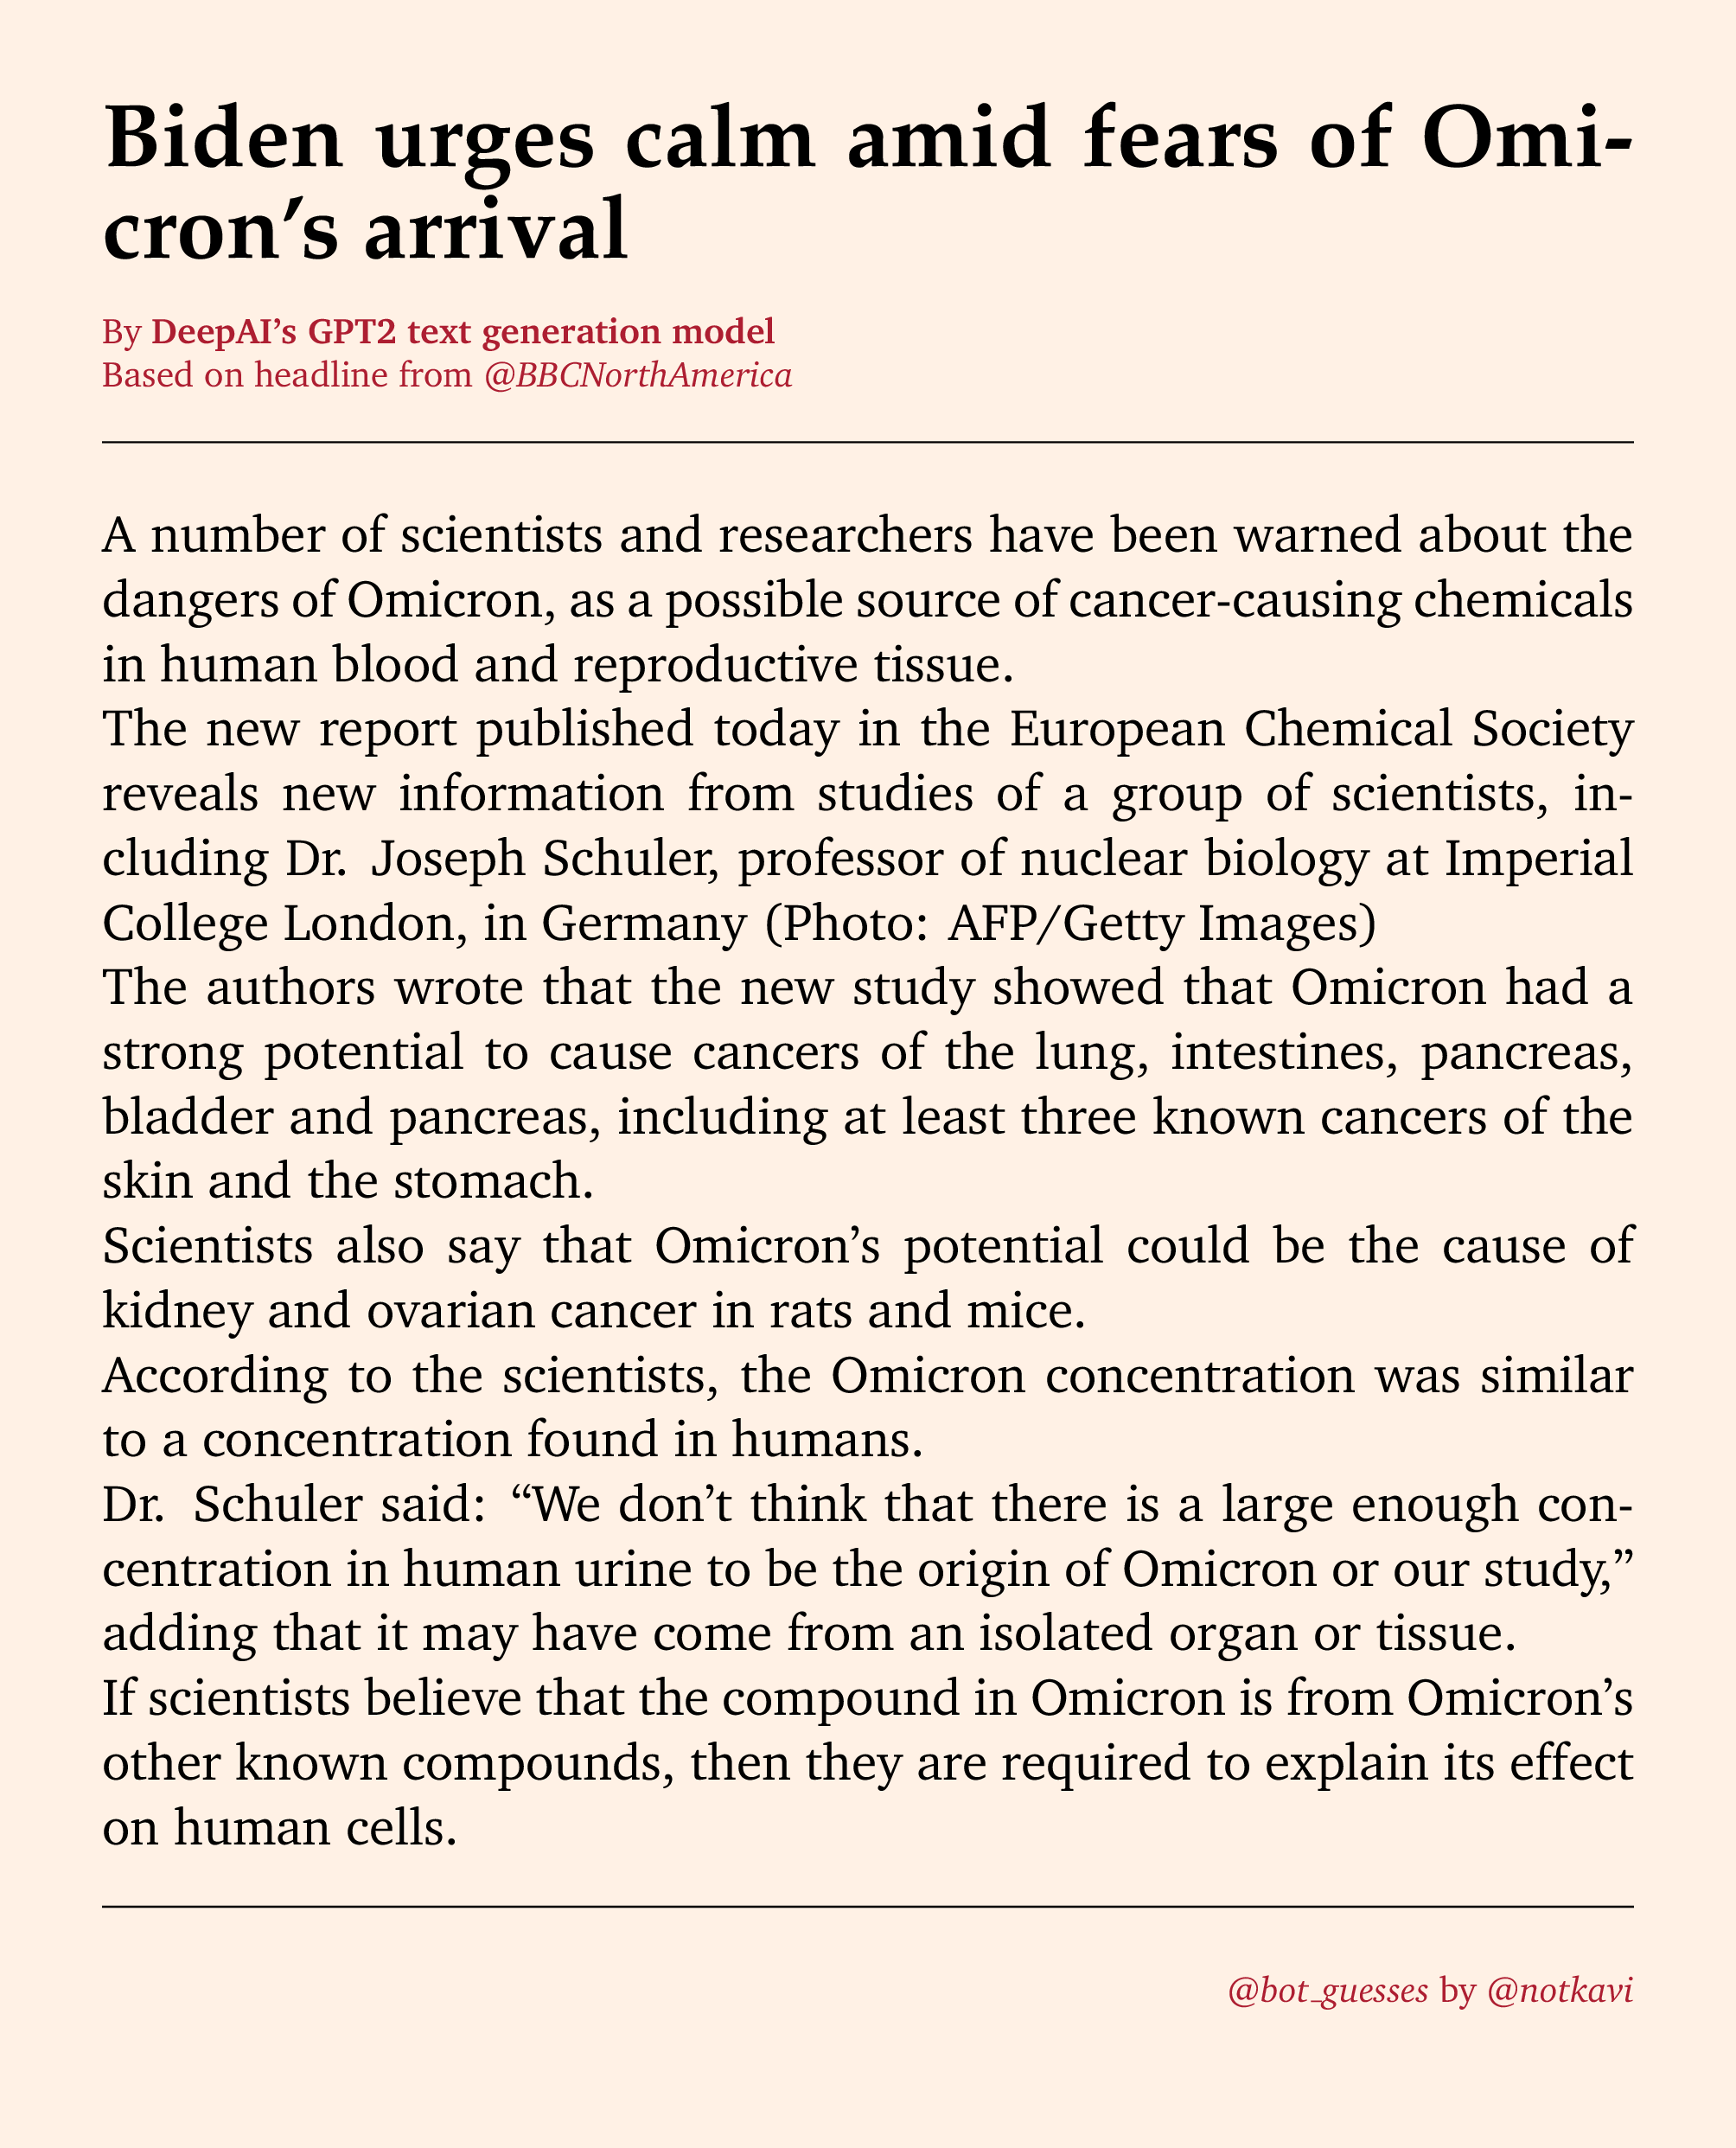 Biden urges calm amid fears of Omi-
cron’s arrival
By DeepAI’s GPT2 text generation model
Based on headline from @BBCNorthAmerica
A number of scientists and researchers have been warned about the
dangers of Omicron, as a possible source of cancer-causing chemicals
in human blood and reproductive tissue.
The new report published today in the European Chemical Society
reveals new information from studies of a group of scientists, in-
cluding Dr. Joseph Schuler, professor of nuclear biology at Imperial
College London, in Germany (Photo: AFP/Getty Images)
The authors wrote that the new study showed that Omicron had a
strong potential to cause cancers of the lung, intestines, pancreas,
bladder and pancreas, including at least three known cancers of the
skin and the stomach.
Scientists also say that Omicron’s potential could be the cause of
kidney and ovarian cancer in rats and mice.
According to the scientists, the Omicron concentration was similar
to a concentration found in humans.
Dr. Schuler said: “We don’t think that there is a large enough con-
centration in human urine to be the origin of Omicron or our study,”
adding that it may have come from an isolated organ or tissue.
If scientists believe that the compound in Omicron is from Omicron’s
other known compounds, then they are required to explain its effect
on human cells.
@bot_guesses by @notkavi